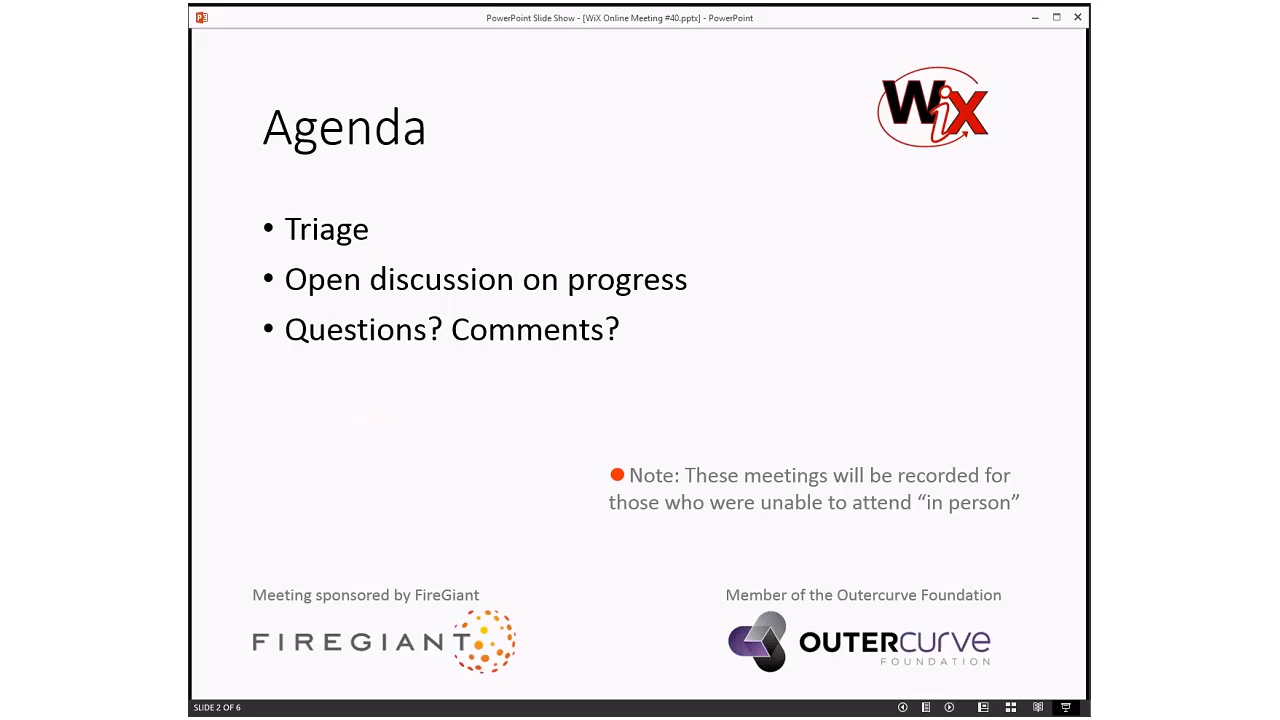 PowerPoint Slide Show - [WiX Online Meeting #40.pptx] - PowerPoint
WiX
Agenda
• Triage
• Open discussion on progress
• Questions? Comments?
Note: These meetings will be recorded for
those who were unable to attend “in person”
Meeting sponsored by FireGiant
FIREGIANT
Member of the Outercurve Foundation
OUTERCURVE
FOUNDATION
SLIDE 2 OF 6